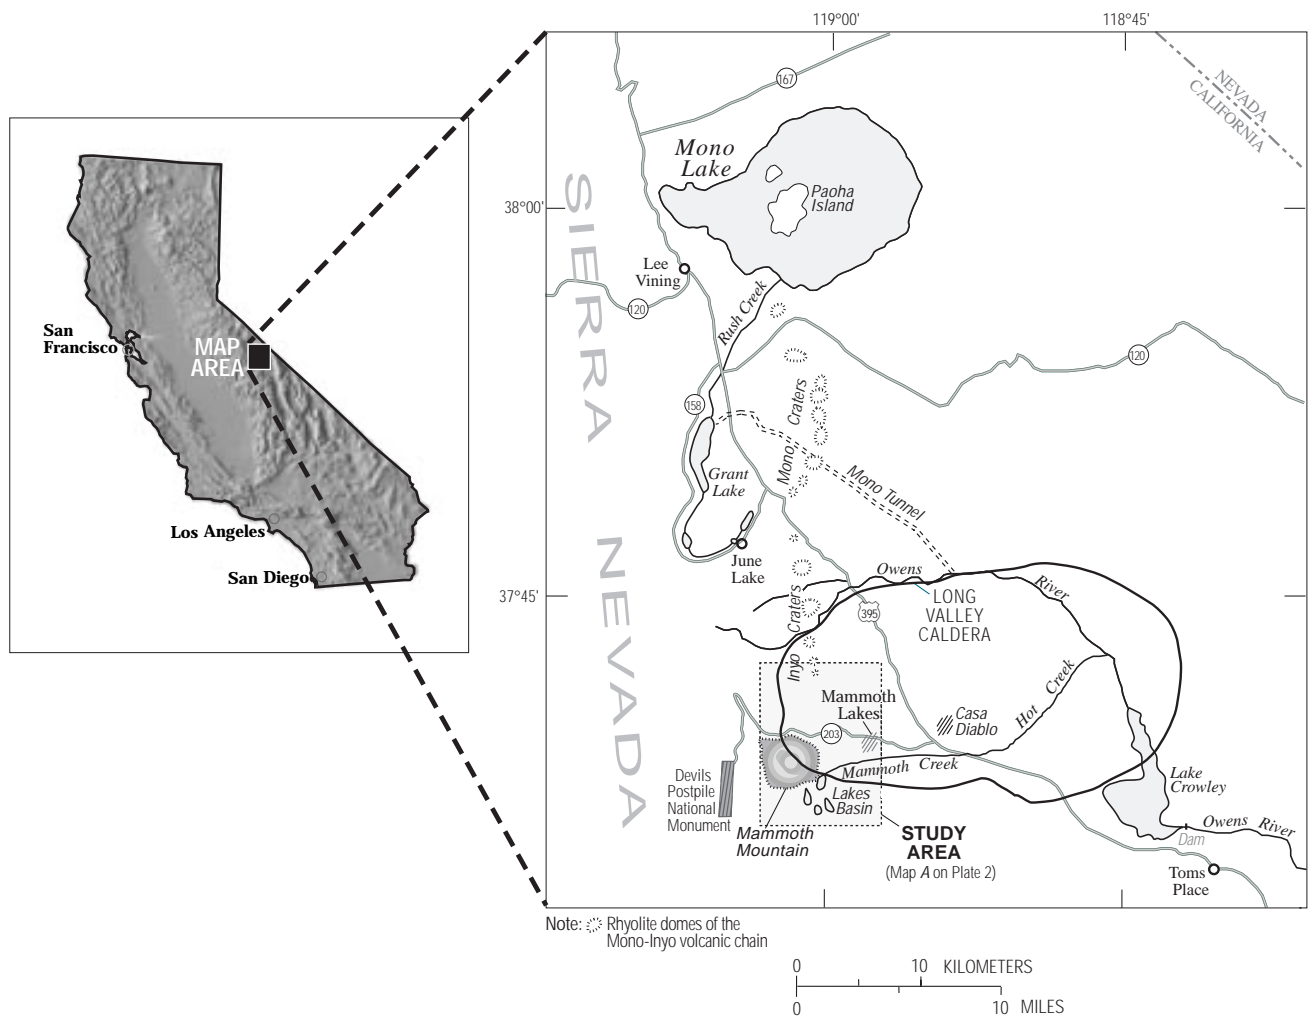 119°00'
118°45'
167
NEVADA
CALIFORNIA
Mono
Lake
Paoha
Island
38°00'
SIERRA NEVADA
Lee
Vining
120
Rush Creek
120
San
Francisco
MAP
AREA
158
Mono Craters
Grant
Lake
Mono Tunnel
Los Angeles
San Diego
June
Lake
37°45'
Owens River
LONG
VALLEY
CALDERA
395
Inyo Craters
Mammoth
Lakes
203
Casa
Diablo
Hot Creek
Mammoth Creek
Devils
Postpile
National
Monument
Lakes
Basin
Mammoth
Mountain
STUDY
AREA
(Map A on Plate 2)
Lake
Crowley
Owens River
Dam
Toms
Place
Note: Rhyolite domes of the
Mono-Inyo volcanic chain
0 10 KILOMETERS
0 10 MILES